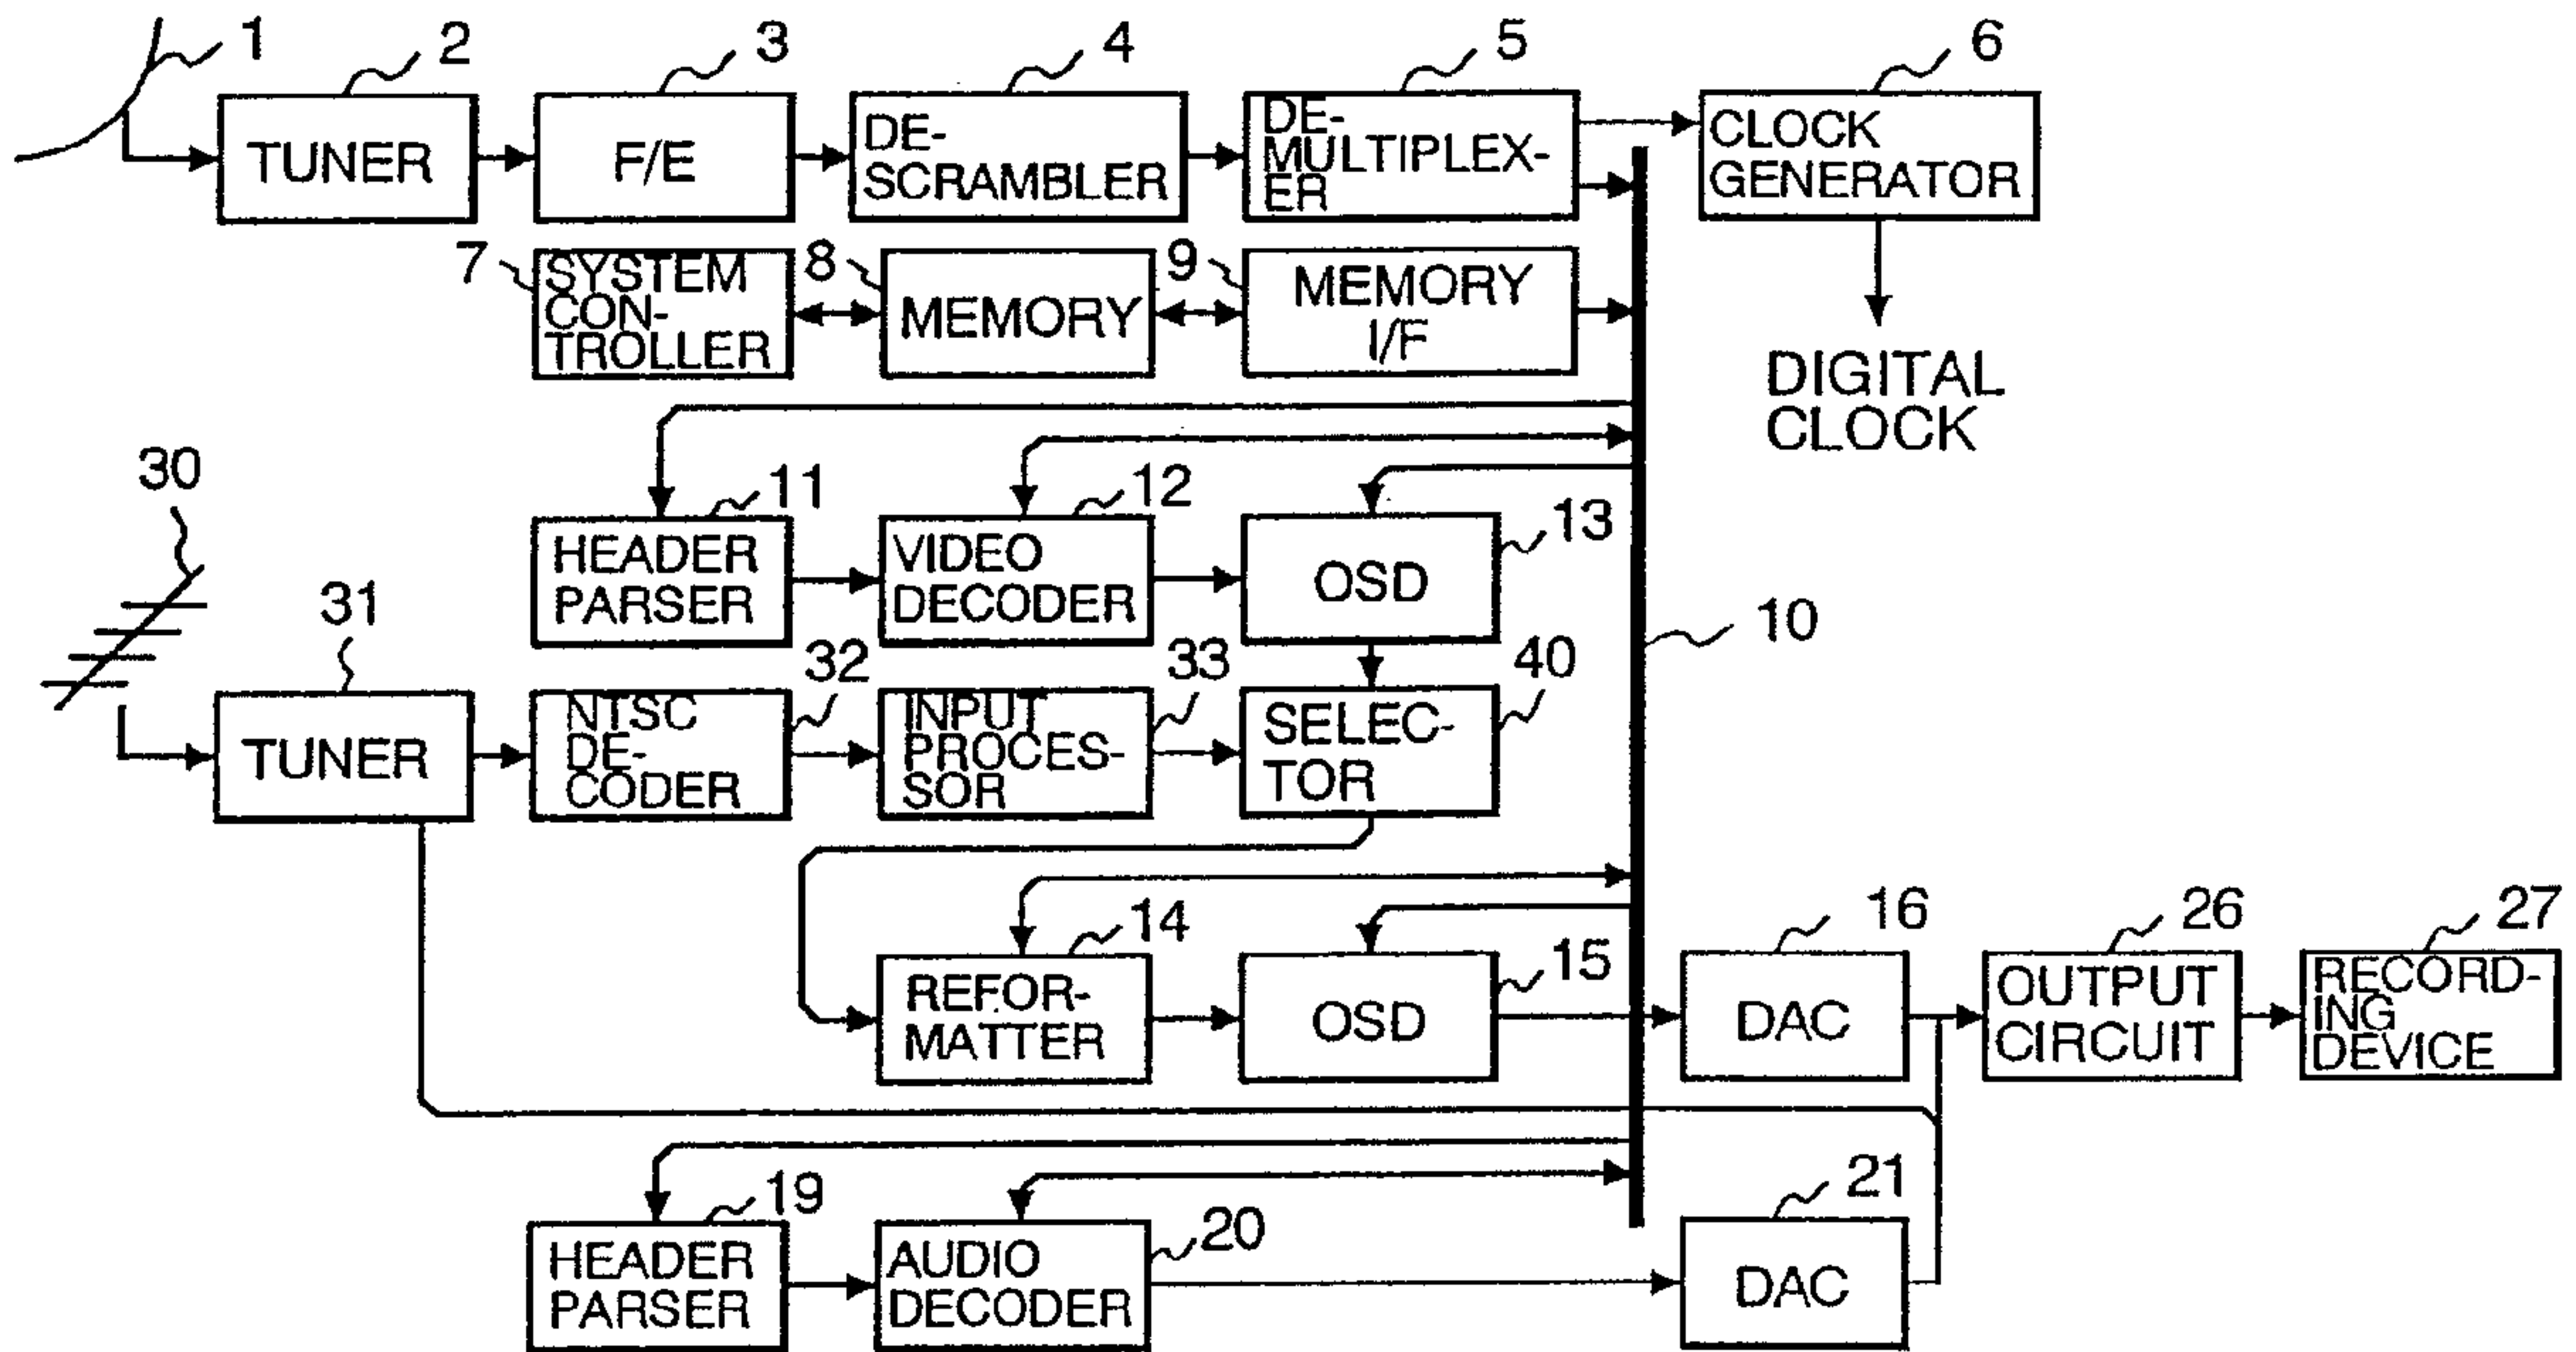 1
2
3
4
5
6
TUNER
F/E
DE-
SCRAMBLER
DE-
MULTIPLEX-
ER
CLOCK
GENERATOR
7
SYSTEM
CON-
TROLLER
8
MEMORY
9
MEMORY
I/F
DIGITAL
CLOCK
30
11
12
13
HEADER
PARSER
VIDEO
DECODER
OSD
10
31
32
33
40
TUNER
NTSC
DE-
CODER
INPUT
PROCES-
SOR
SELEC-
TOR
14
15
16
26
27
REFOR-
MATTER
OSD
DAC
OUTPUT
CIRCUIT
RECORD-
ING
DEVICE
19
20
21
HEADER
PARSER
AUDIO
DECODER
DAC